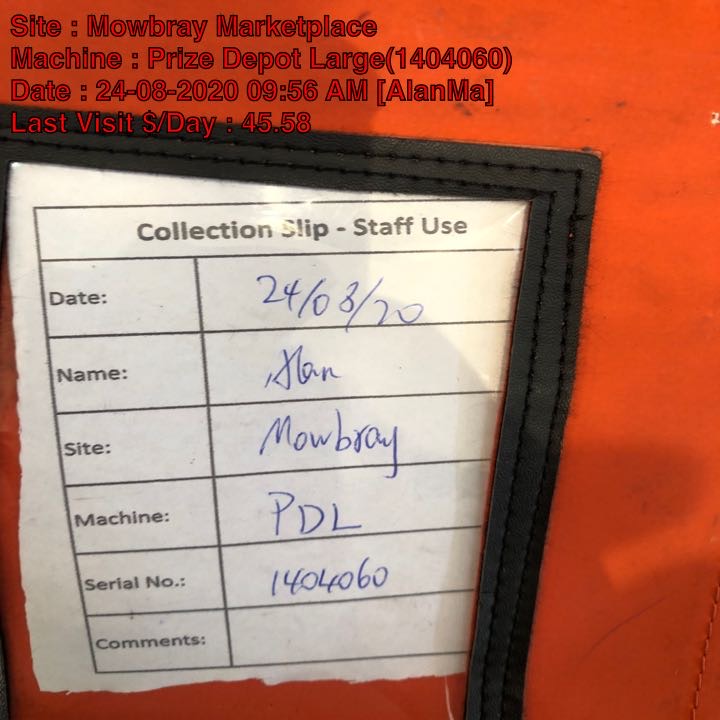 Site : Mowbray Marketplace
Machine : Prize Depot Large(1404060)
Date : 24-08-2020 09:56 AM [AlanMa]
Last Visit $/Day : 45.58
Collection Slip - Staff Use
Date: 24/08/20
Name: Alan
Site: Mowbray
Machine: PDL
Serial No.: 1404060
Comments: